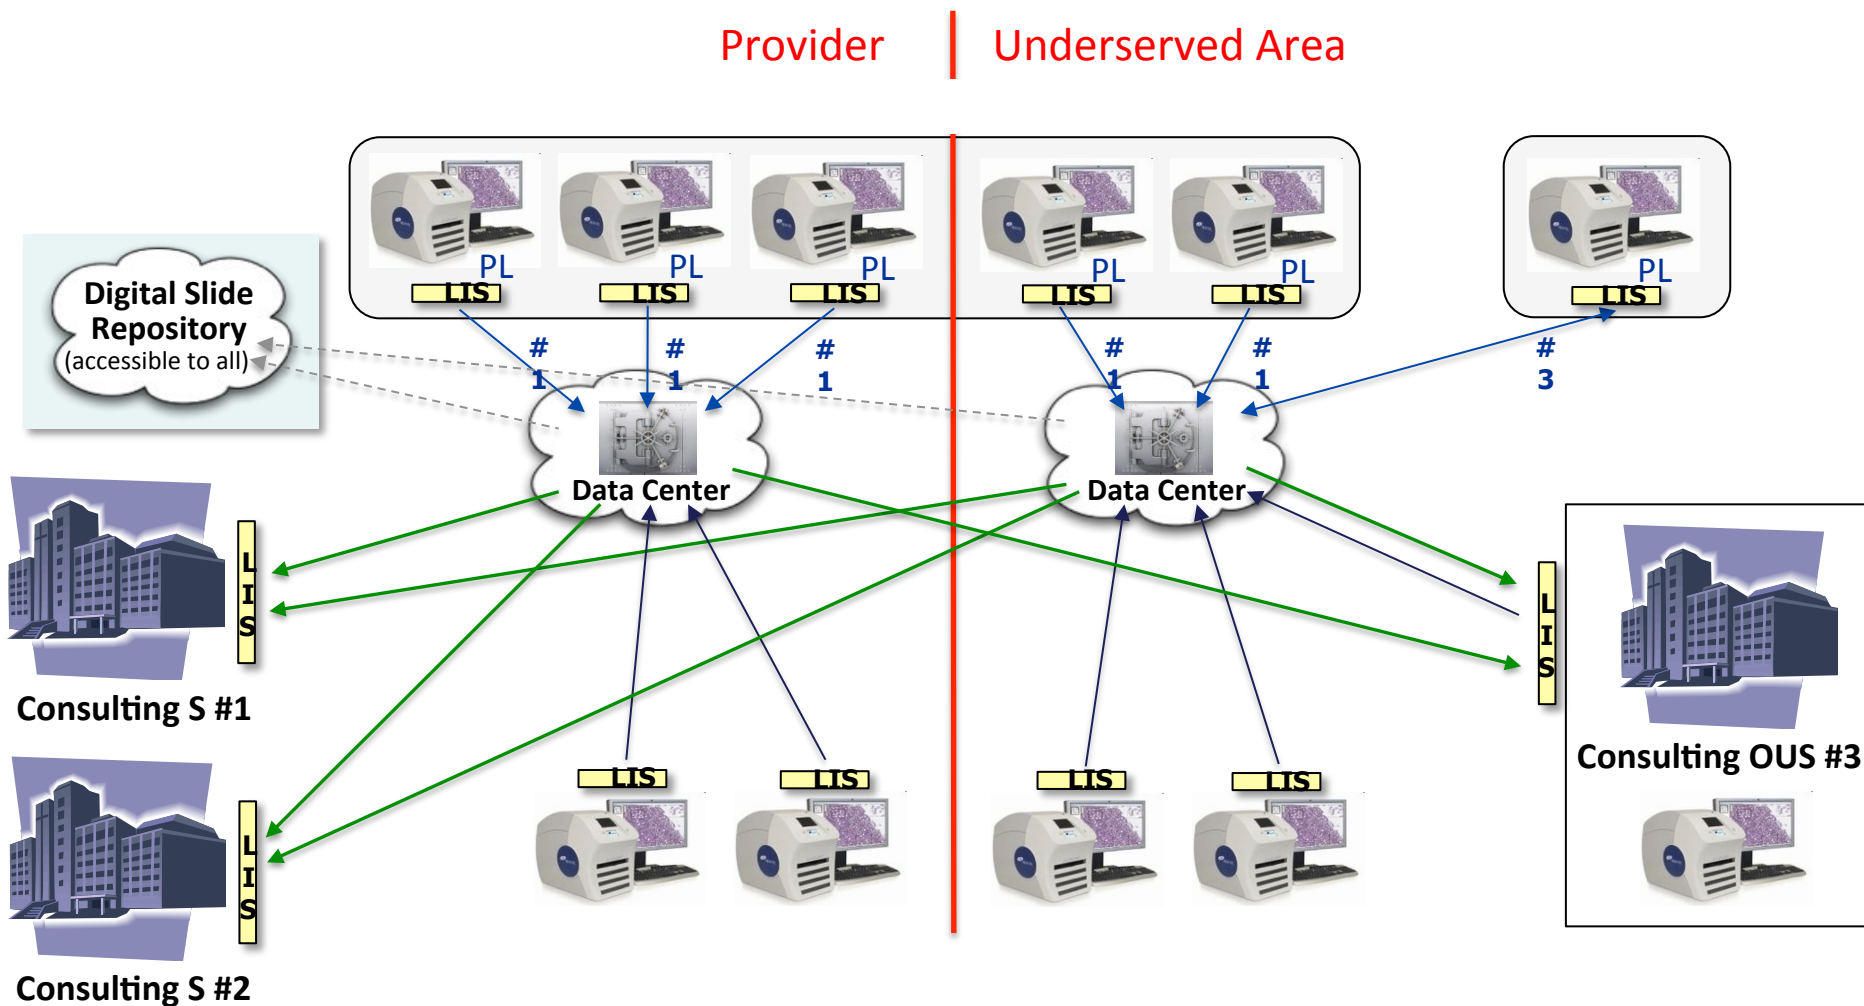 Provider
Underserved Area
PL
PL
PL
PL
PL
PL
LIS
LIS
LIS
LIS
LIS
LIS
Digital Slide
Repository
(accessible to all)
#
1
#
1
#
1
#
1
#
1
#
3
Data Center
Data Center
L
I
S
Consulting S #1
L
I
S
Consulting S #2
L
I
S
Consulting OUS #3
LIS
LIS
LIS
LIS